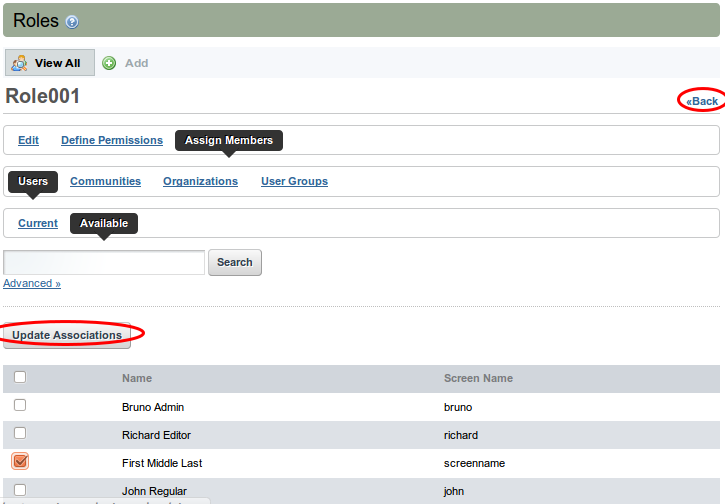 Roles ?
View All Add
Role001
«Back
Edit Define Permissions Assign Members
Users Communities Organizations User Groups
Current Available
Search
Advanced »
Update Associations
Name Screen Name
Bruno Admin bruno
Richard Editor richard
First Middle Last screenname
John Regular john